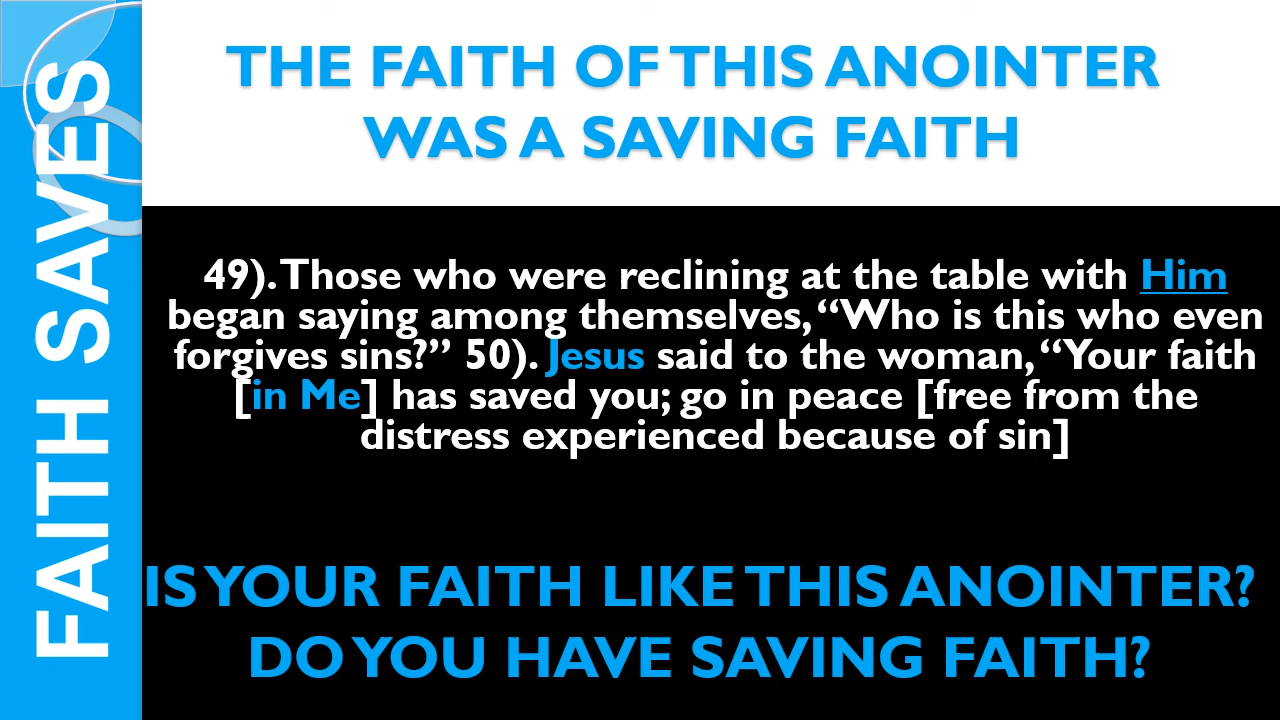 FAITH SAVES
THE FAITH OF THIS ANOINTER
WAS A SAVING FAITH
49). Those who were reclining at the table with Him
began saying among themselves, “Who is this who even
forgives sins?” 50). Jesus said to the woman, “Your faith
[in Me] has saved you; go in peace [free from the
distress experienced because of sin]
IS YOUR FAITH LIKE THIS ANOINTER?
DO YOU HAVE SAVING FAITH?